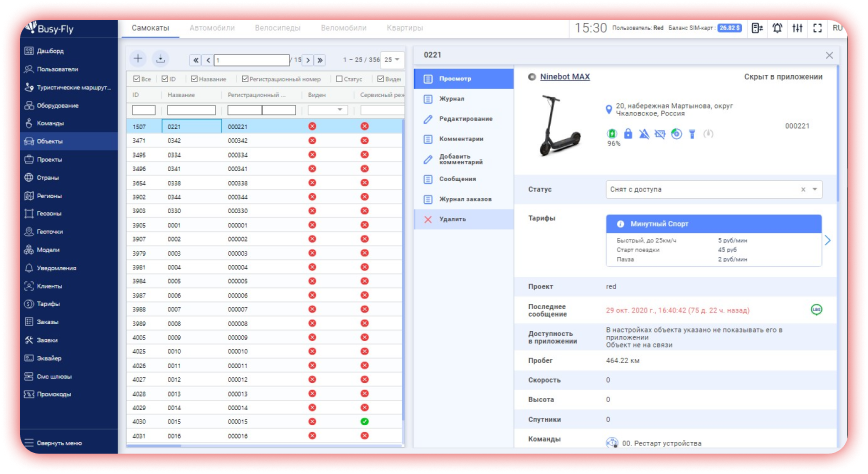 Busy-Fly
Самокаты Автомобили Велосипеды Веломобили Квартиры
15:30 Пользователь: Red Баланс SIM-карт 26.82 $ RU
Дашборд
Пользователи
Туристические маршрут...
Оборудование
Команды
Объекты
Проекты
Страны
Регионы
Геозоны
Геоточки
Модели
Уведомления
Клиенты
Тарифы
Заказы
Заявки
Эквайер
Смс шлюзы
Промокоды
Свернуть меню
1 / 15 1 – 25 / 356 25
Все ID Название Регистрационный номер Статус Виден
ID Название Регистрационный ... Виден Сервисный реж
1507 0221 000221
3471 0342 000342
3495 0334 000334
3496 0341 000341
3654 0338 000338
3902 0344 000344
3903 0330 000330
3905 0001 000001
3907 0002 000002
3979 0003 000003
3981 0004 000004
3984 0005 000005
3987 0006 000006
3988 0007 000007
3989 0008 000008
4005 0009 000009
4025 0010 000010
4026 0011 000011
4027 0012 000012
4028 0013 000013
4029 0014 000014
4030 0015 000015
4031 0016 000016
0221
Просмотр
Журнал
Редактирование
Комментарии
Добавить
комментарий
Сообщения
Журнал заказов
Удалить
Ninebot MAX Скрыт в приложении
20, набережная Мартынова, округ
Чкаловское, Россия
000221
96%
Статус Снят с доступа
Тарифы
Минутный Спорт
Быстрый, до 25км/ч 5 руб/мин
Старт поездки 45 руб
Пауза 2 руб/мин
Проект red
Последнее
сообщение
29 окт. 2020 г., 16:40:42 (75 д. 22 ч. назад)
Доступность
в приложении
В настройках объекта указано не показывать его в
приложении
Объект не на связи
Пробег 464.22 км
Скорость 0
Высота 0
Спутники 0
Команды 00. Рестарт устройства